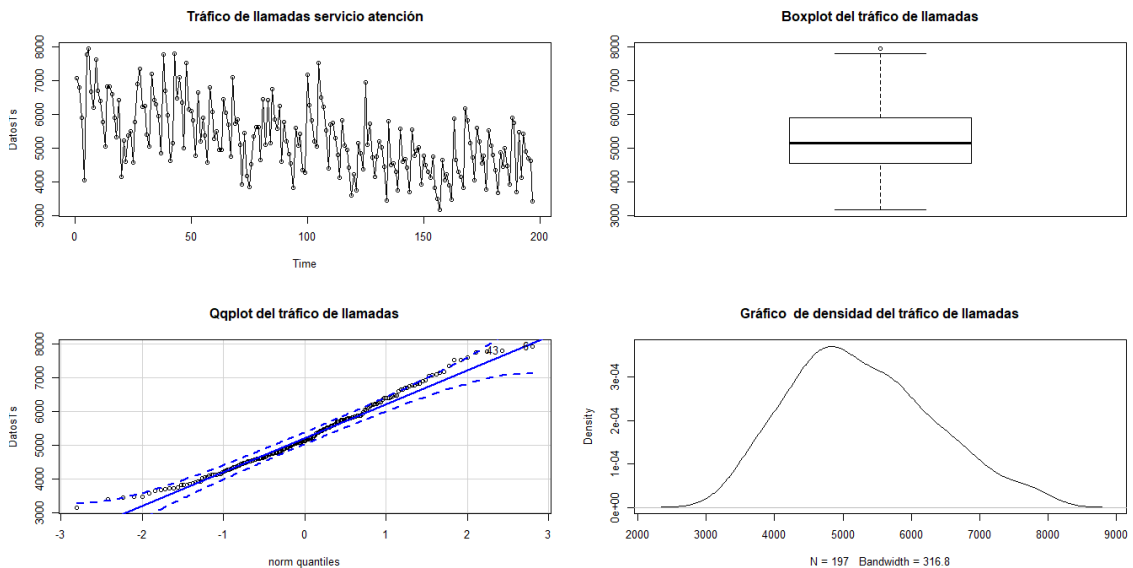 Tráfico de llamadas servicio atención
Datos1s
8000
7000
6000
5000
4000
3000
0
50
100
150
200
Time
Boxplot del tráfico de llamadas
8000
7000
6000
5000
4000
3000
Qqplot del tráfico de llamadas
Datos1s
8000
7000
6000
5000
4000
3000
43
-3
-2
-1
0
1
2
3
norm quantiles
Gráfico de densidad del tráfico de llamadas
Density
3e-04
2e-04
1e-04
0e+00
2000
3000
4000
5000
6000
7000
8000
9000
N = 197 Bandwidth = 316.8